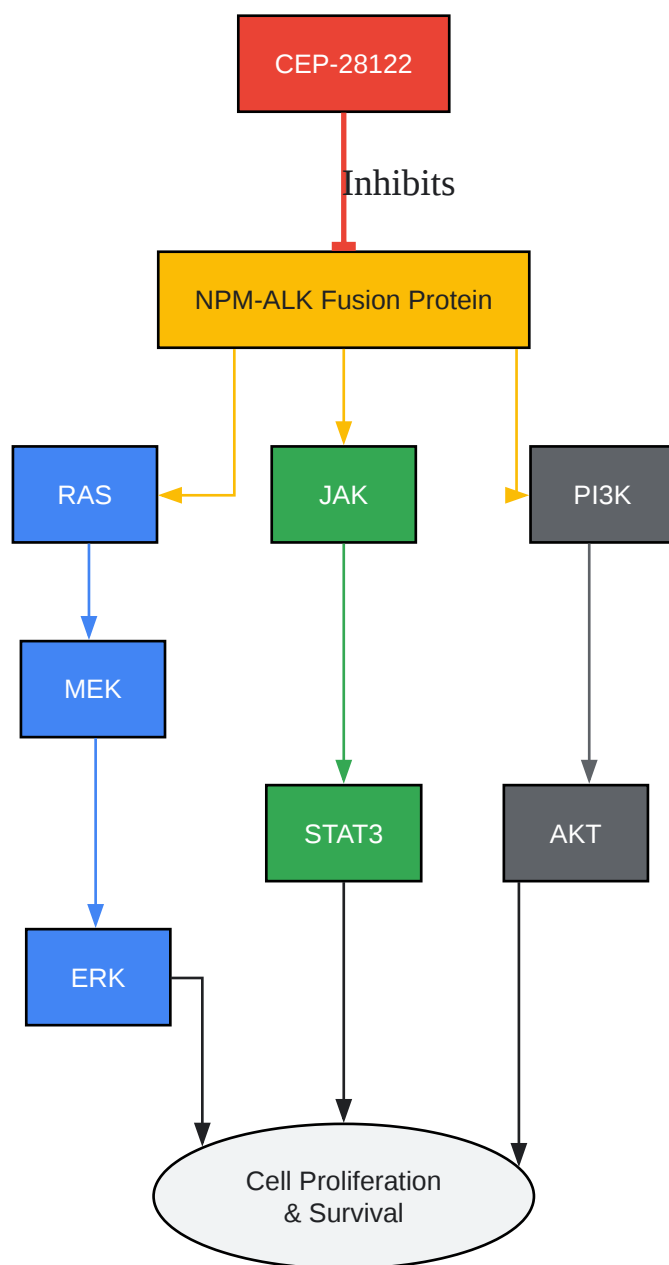 CEP-28122
Inhibits
NPM-ALK Fusion Protein
RAS
JAK
PI3K
MEK
STAT3
AKT
ERK
Cell Proliferation
& Survival